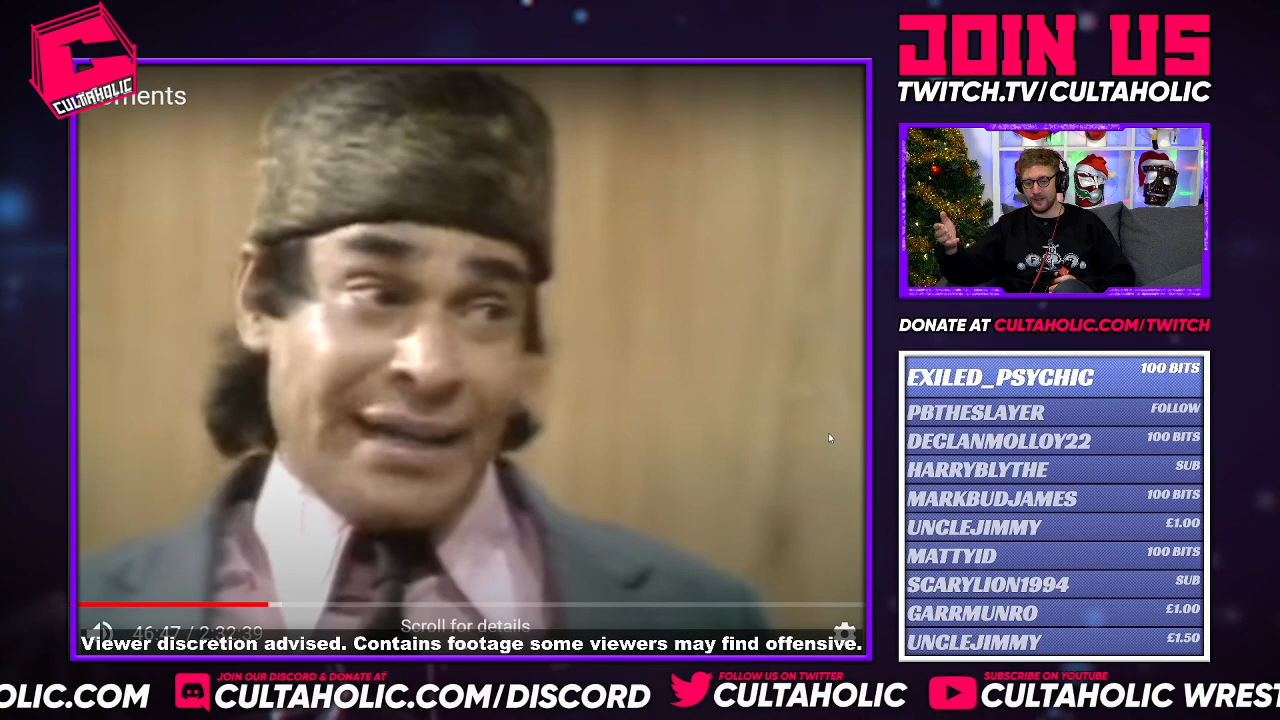 JOIN US
TWITCH.TV/CULTAHOLIC
CULTAHOLIC
ments
DONATE AT CULTAHOLIC.COM/TWITCH
EXILED_PSYCHIC 100 BITS
PBTHESLAYER FOLLOW
DECLANMOLLOY22 100 BITS
HARRYBLYTHE SUB
MARKBUDJAMES 100 BITS
UNCLEJIMMY £1.00
MATTYID 100 BITS
SCARYLION1994 SUB
GARRMUNRO £1.00
UNCLEJIMMY £1.50
46:47 / 2:32:39
Scroll for details
Viewer discretion advised. Contains footage some viewers may find offensive.
OLIC.COM
JOIN OUR DISCORD & DONATE AT
CULTAHOLIC.COM/DISCORD
FOLLOW US ON TWITTER
CULTAHOLIC
SUBSCRIBE ON YOUTUBE
CULTAHOLIC WREST